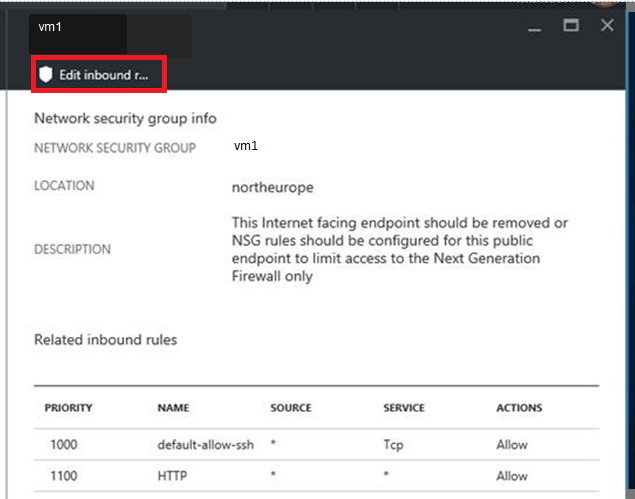 vm1
Edit inbound r...
Network security group info
NETWORK SECURITY GROUP vm1
LOCATION northeurope
DESCRIPTION This Internet facing endpoint should be removed or
NSG rules should be configured for this public
endpoint to limit access to the Next Generation
Firewall only
Related inbound rules
PRIORITY NAME SOURCE SERVICE ACTIONS
1000 default-allow-ssh * Tcp Allow
1100 HTTP * * Allow